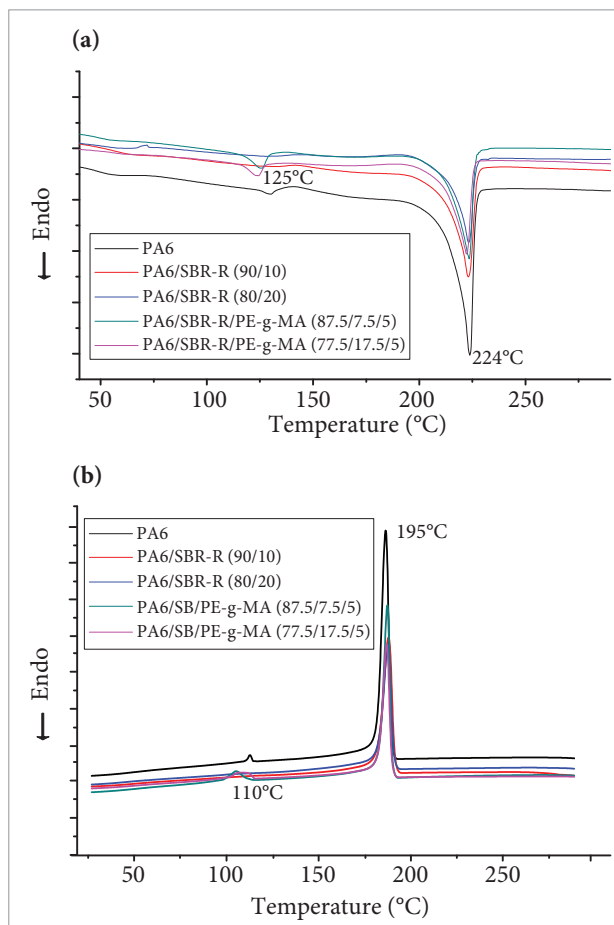 (a)
← Endo
125°C
PA6
PA6/SBR-R (90/10)
PA6/SBR-R (80/20)
PA6/SBR-R/PE-g-MA (87.5/7.5/5)
PA6/SBR-R/PE-g-MA (77.5/17.5/5)
224°C
50 100 150 200 250
Temperature (°C)
(b)
← Endo
PA6
PA6/SBR-R (90/10)
PA6/SBR-R (80/20)
PA6/SB/PE-g-MA (87.5/7.5/5)
PA6/SB/PE-g-MA (77.5/17.5/5)
195°C
110°C
50 100 150 200 250
Temperature (°C)